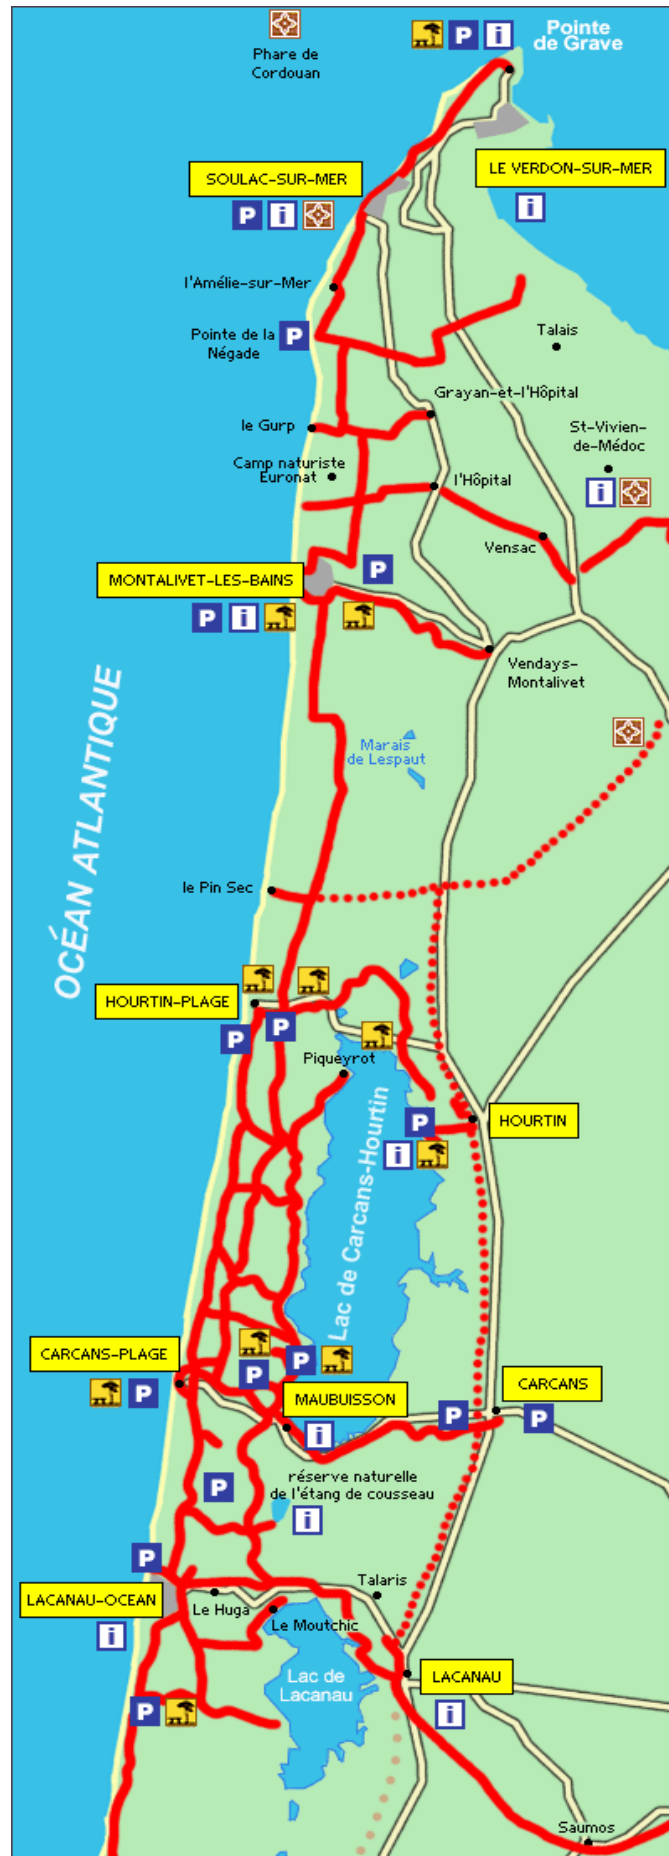 Pointe
de Grave
P
i
Phare de
Cordouan
SOULAC-SUR-MER
P
i
LE VERDON-SUR-MER
i
l'Amélie-sur-Mer
Pointe de la
Négade
P
Talais
Grayan-et-l'Hôpital
le Gurp
St-Vivien-
de-Médoc
i
Camp naturiste
Euronat
l'Hôpital
Vensac
MONTALIVET-LES-BAINS
P
i
P
Vendays-
Montalivet
OCÉAN ATLANTIQUE
Marais
de Lespaut
le Pin Sec
HOURTIN-PLAGE
P
P
Piqueyrot
Lac de Carcans-Hourtin
HOURTIN
P
i
CARCANS-PLAGE
P
P
P
MAUBUISSON
i
CARCANS
P
P
réserve naturelle
de l'étang de cousseau
i
P
P
LACANAU-OCEAN
i
Le Huga
Talaris
Le Moutchic
Lac de
Lacanau
LACANAU
i
P
Saumos